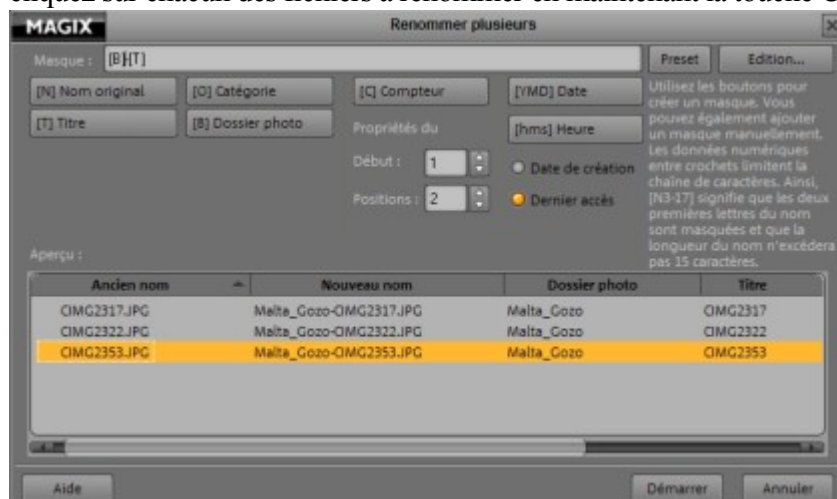 MAGIX Renommer plusieurs
Masque : [B]-[T] Preset Edition...
[N] Nom original [O] Catégorie [C] Compteur [YMD] Date
[T] Titre [B] Dossier photo Propriétés du [hms] Heure
Début : 1 Date de création
Positions : 2 Dernier accès
Utilisez les boutons pour
créer un masque. Vous
pouvez également ajouter
un masque manuellement.
Les données numériques
entre crochets limitent la
chaîne de caractères. Ainsi,
[N3-17] signifie que les deux
premières lettres du nom
sont masquées et que la
longueur du nom n'excédera
pas 15 caractères.
Aperçu :
Ancien nom Nouveau nom Dossier photo Titre
CIMG2317.JPG Malta_Gozo-CIMG2317.JPG Malta_Gozo CIMG2317
CIMG2322.JPG Malta_Gozo-CIMG2322.JPG Malta_Gozo CIMG2322
CIMG2353.JPG Malta_Gozo-CIMG2353.JPG Malta_Gozo CIMG2353
Aide Démarrer Annuler